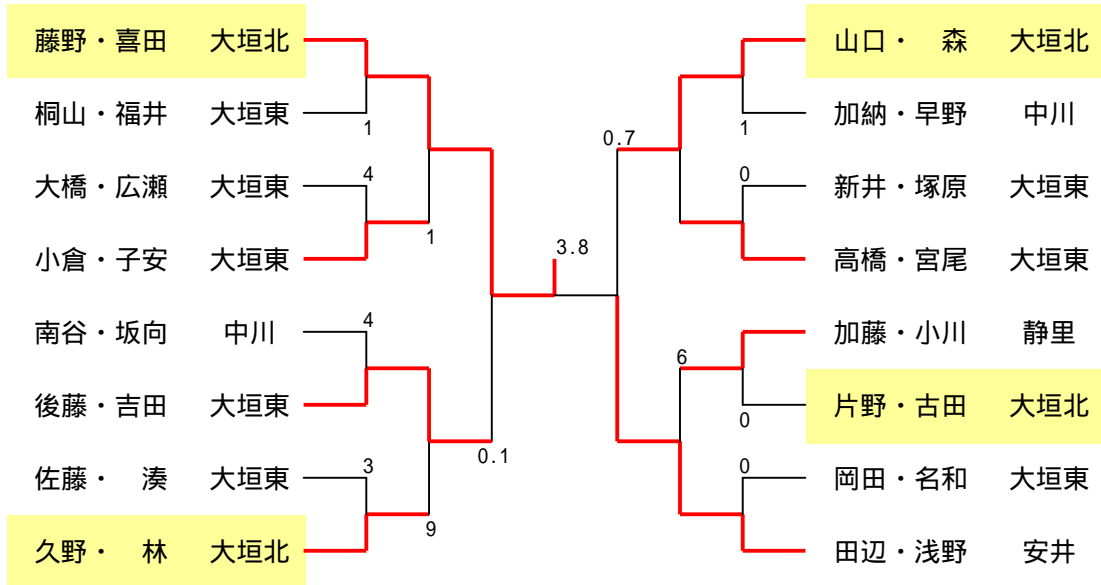 藤野・喜田 大垣北
桐山・福井 大垣東
1
大橋・広瀬 大垣東
4
小倉・子安 大垣東
1
南谷・坂向 中川
4
後藤・吉田 大垣東
0.1
佐藤・ 湊 大垣東
3
久野・ 林 大垣北
9
3.8
山口・ 森 大垣北
加納・早野 中川
1
0.7
新井・塚原 大垣東
0
高橋・宮尾 大垣東
加藤・小川 静里
6
片野・古田 大垣北
0
岡田・名和 大垣東
0
田辺・浅野 安井